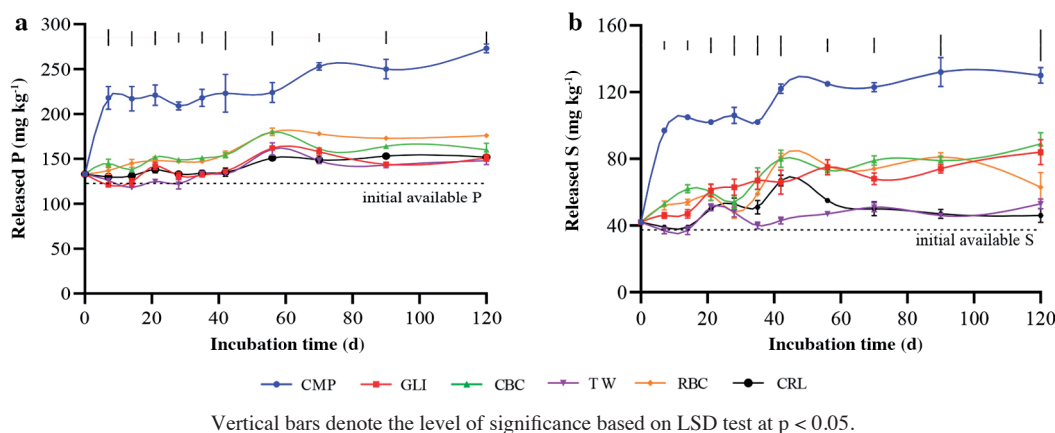 a
300
250
200
150
100
50
0
Released P (mg kg⁻¹)
initial available P
0 20 40 60 80 100 120
Incubation time (d)
b
160
120
80
40
0
Released S (mg kg⁻¹)
initial available S
0 20 40 60 80 100 120
Incubation time (d)
CMP GLI CBC TW RBC CRL
Vertical bars denote the level of significance based on LSD test at p < 0.05.